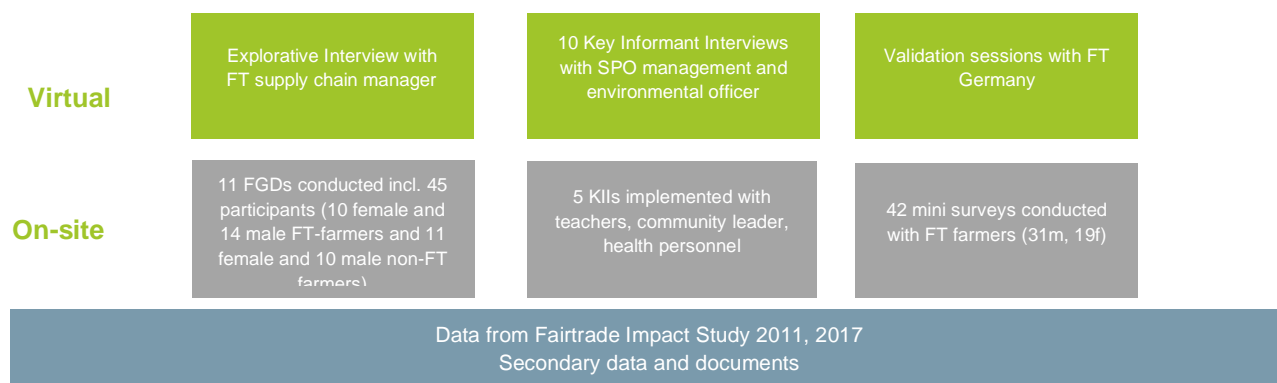 Virtual
Explorative Interview with
FT supply chain manager
10 Key Informant Interviews
with SPO management and
environmental officer
Validation sessions with FT
Germany
On-site
11 FGDs conducted incl. 45
participants (10 female and
14 male FT-farmers and 11
female and 10 male non-FT
farmers)
5 KIIs implemented with
teachers, community leader,
health personnel
42 mini surveys conducted
with FT farmers (31m, 19f)
Data from Fairtrade Impact Study 2011, 2017
Secondary data and documents